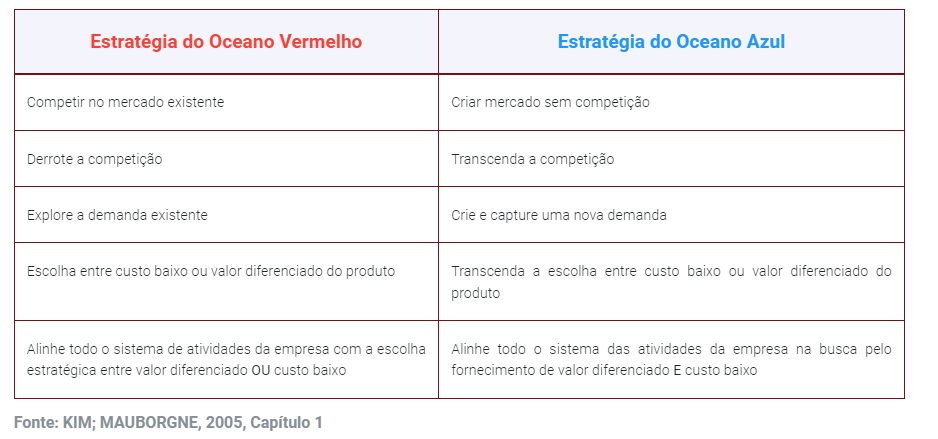 Estratégia do Oceano Vermelho
Estratégia do Oceano Azul
Competir no mercado existente
Criar mercado sem competição
Derrote a competição
Transcenda a competição
Explore a demanda existente
Crie e capture uma nova demanda
Escolha entre custo baixo ou valor diferenciado do produto
Transcenda a escolha entre custo baixo ou valor diferenciado do
produto
Alinhe todo o sistema de atividades da empresa com a escolha
estratégica entre valor diferenciado OU custo baixo
Alinhe todo o sistema das atividades da empresa na busca pelo
fornecimento de valor diferenciado E custo baixo
Fonte: KIM; MAUBORGNE, 2005, Capítulo 1